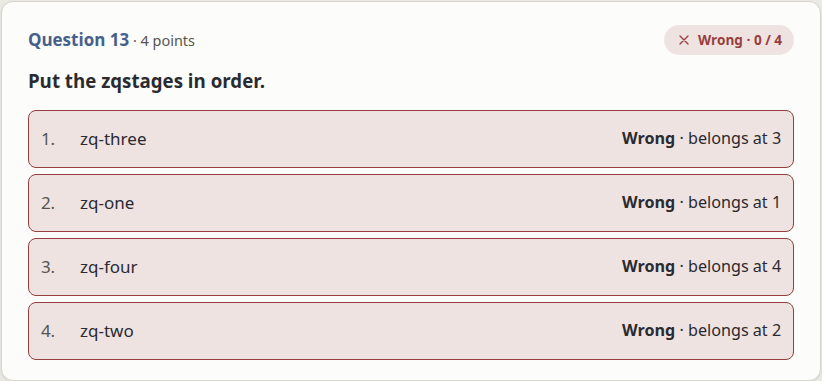 Question 13 · 4 points
Wrong · 0 / 4
Put the zqstages in order.
1. zq-three Wrong · belongs at 3
2. zq-one Wrong · belongs at 1
3. zq-four Wrong · belongs at 4
4. zq-two Wrong · belongs at 2